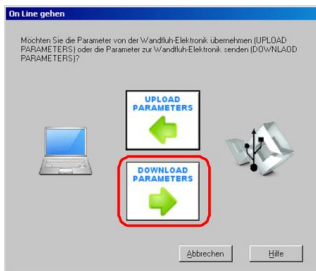 On Line gehen
Möchten Sie die Parameter von der Wandfluh-Elektronik übernehmen (UPLOAD
PARAMETERS) oder die Parameter zur Wandfluh-Elektronik senden (DOWNLAOD
PARAMETERS)?
UPLOAD
PARAMETERS
DOWNLOAD
PARAMETERS
Abbrechen
Hilfe